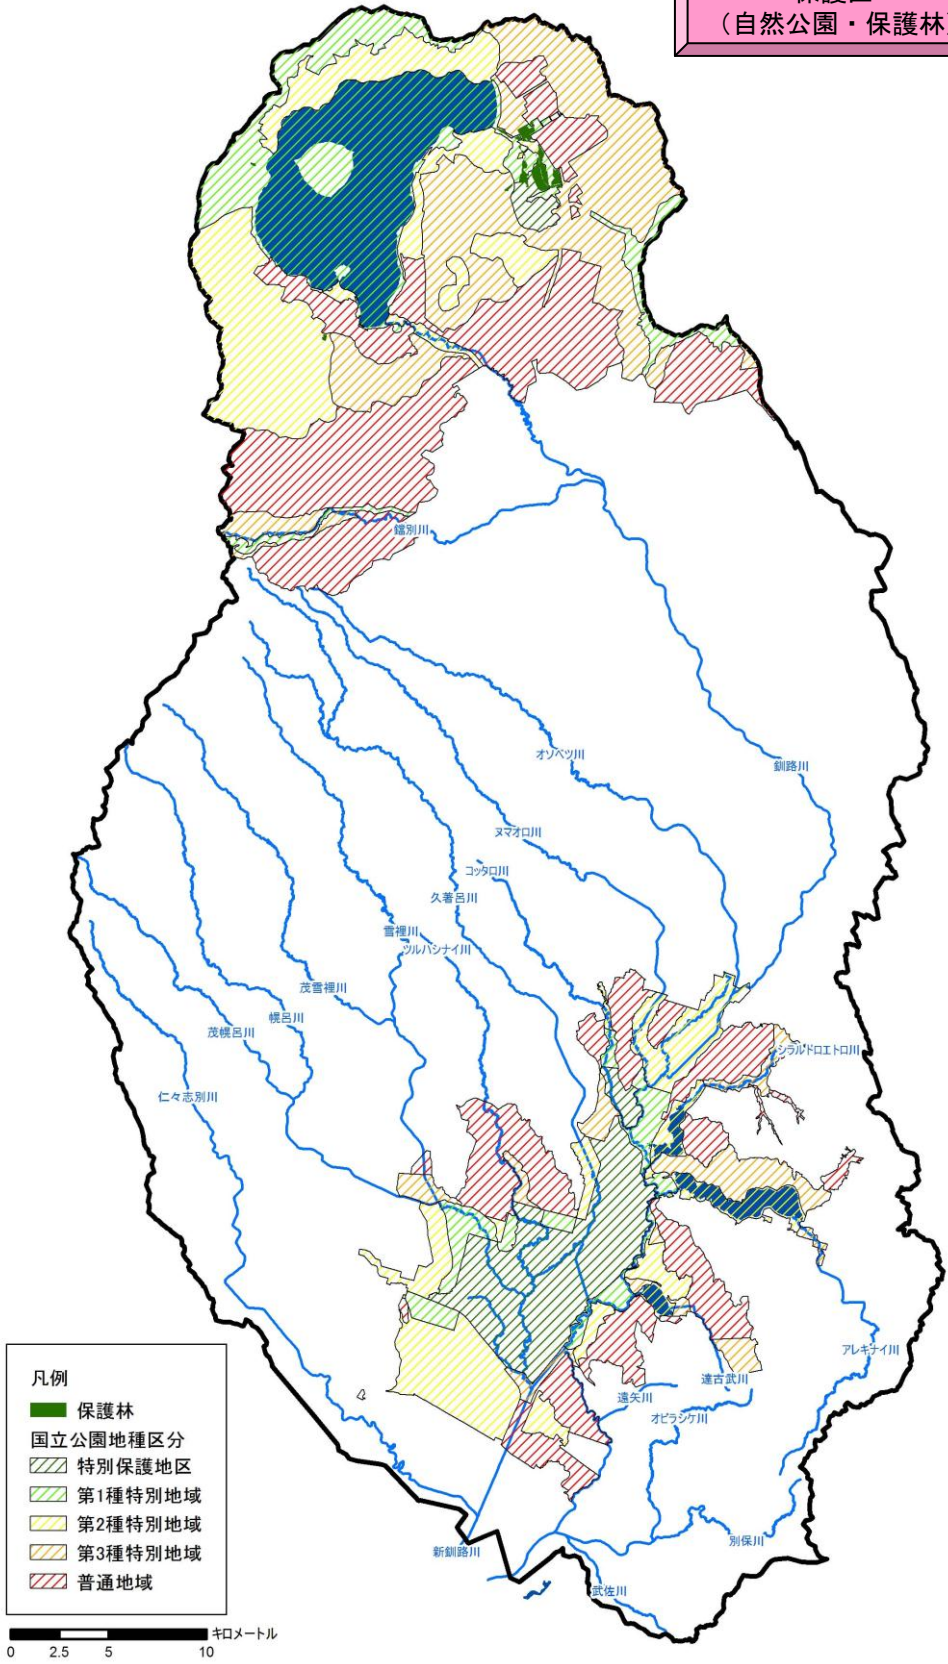 (自然公園・保護林
鐺別川
オソベツ川
釧路川
ヌマオロ川
コッタロ川
久著呂川
雪裡川
ツルハシナイ川
茂雪裡川
幌呂川
茂幌呂川
仁々志別川
シラルトロエトロ川
アレキナイ川
達古武川
遠矢川
オビラシケ川
別保川
新釧路川
武佐川
凡例
保護林
国立公園地種区分
特別保護地区
第1種特別地域
第2種特別地域
第3種特別地域
普通地域
キロメートル
0 2.5 5 10